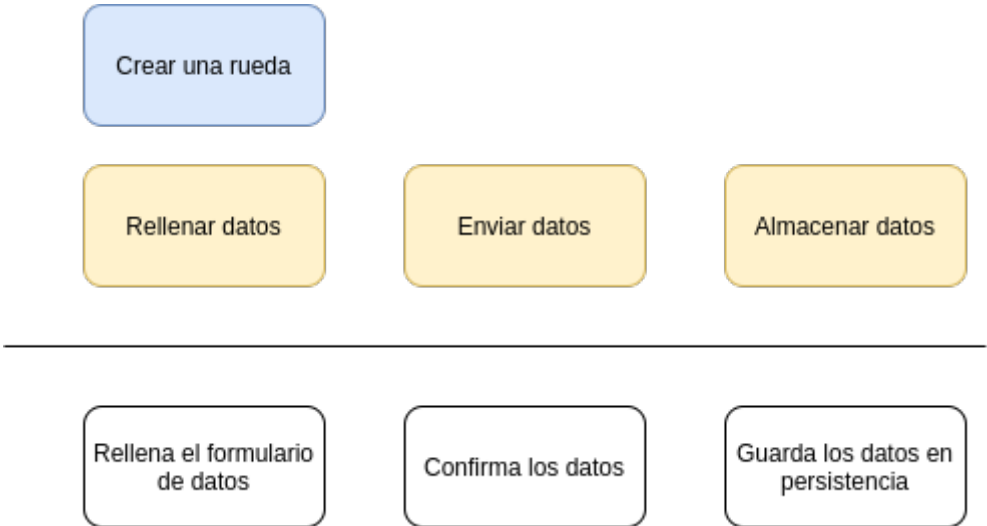 Crear una rueda
Rellenar datos
Enviar datos
Almacenar datos
Rellena el formulario
de datos
Confirma los datos
Guarda los datos en
persistencia